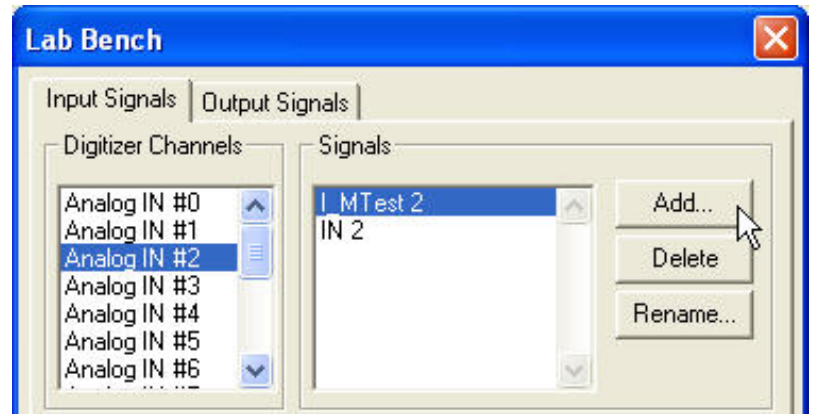 Lab Bench
Input Signals
Output Signals
Digitizer Channels
Signals
Analog IN #0
Analog IN #1
Analog IN #2
Analog IN #3
Analog IN #4
Analog IN #5
Analog IN #6
I_MTest 2
IN 2
Add...
Delete
Rename...